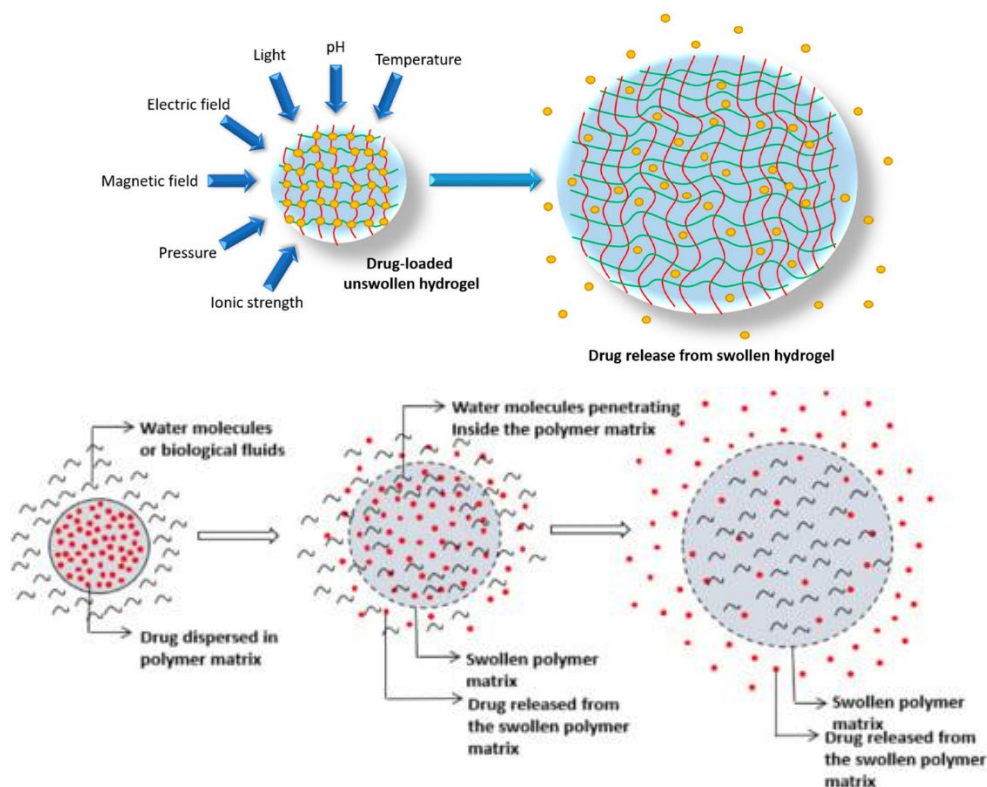 Light
pH
Temperature
Electric field
Magnetic field
Pressure
Ionic strength
Drug-loaded
unswollen hydrogel
Drug release from swollen hydrogel
Water molecules
or biological fluids
Drug dispersed in
polymer matrix
Water molecules penetrating
Inside the polymer matrix
Swollen polymer
matrix
Drug released from
the swollen polymer
matrix
Swollen polymer
matrix
Drug released from
the swollen polymer
matrix